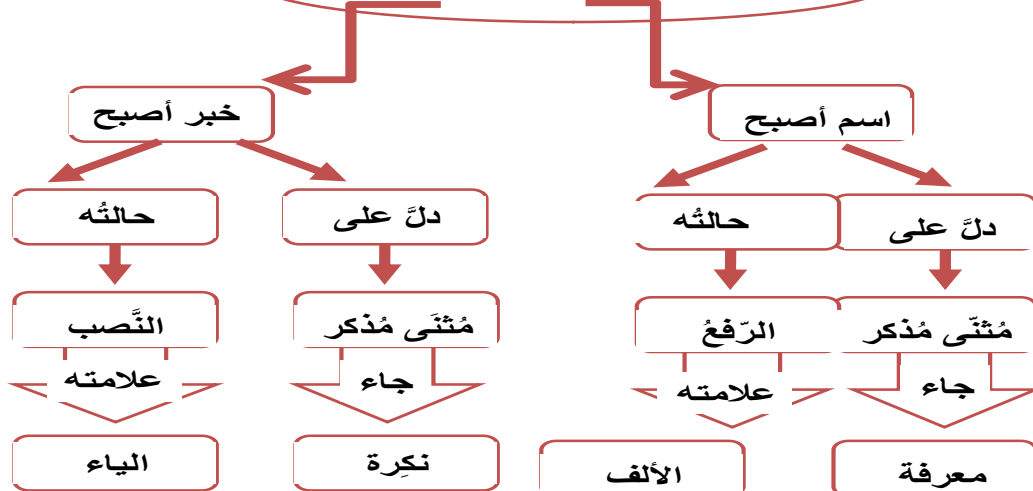 اسم أصبح
خبر أصبح
دلَّ على
حالتُه
دلَّ على
حالتُه
مُثنّى مُذكر
الرّفعُ
مُثنَى مُذكر
النَّصب
جاء
علامته
جاء
علامته
معرفة
الألف
نكِرة
الياء